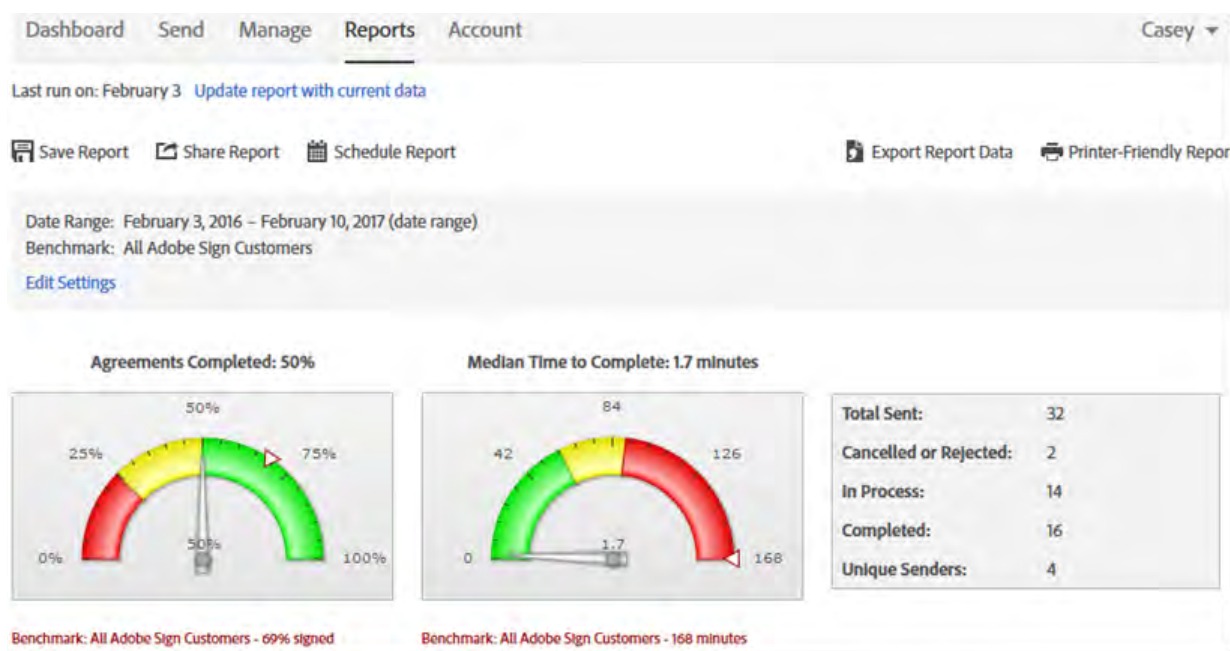 Dashboard Send Manage Reports Account Casey
Last run on: February 3 Update report with current data
Save Report Share Report Schedule Report Export Report Data Printer-Friendly Repor
Date Range: February 3, 2016 – February 10, 2017 (date range)
Benchmark: All Adobe Sign Customers
Edit Settings
Agreements Completed: 50%
0%
25%
50%
75%
100%
50%
Benchmark: All Adobe Sign Customers - 69% signed
Median Time to Complete: 1.7 minutes
0
42
84
126
168
1.7
Benchmark: All Adobe Sign Customers - 168 minutes
Total Sent: 32
Cancelled or Rejected: 2
In Process: 14
Completed: 16
Unique Senders: 4